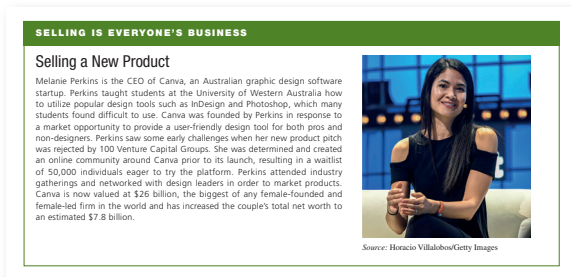 SELLING IS EVERYONE'S BUSINESS
Selling a New Product
Melanie Perkins is the CEO of Canva, an Australian graphic design software
startup. Perkins taught students at the University of Western Australia how
to utilize popular design tools such as InDesign and Photoshop, which many
students found difficult to use. Canva was founded by Perkins in response to
a market opportunity to provide a user-friendly design tool for both pros and
non-designers. Perkins saw some early challenges when her new product pitch
was rejected by 100 Venture Capital Groups. She was determined and created
an online community around Canva prior to its launch, resulting in a waitlist
of 50,000 individuals eager to try the platform. Perkins attended industry
gatherings and networked with design leaders in order to market products.
Canva is now valued at $26 billion, the biggest of any female-founded and
female-led firm in the world and has increased the couple's total net worth to
an estimated $7.8 billion.
Source: Horacio Villalobos/Getty Images